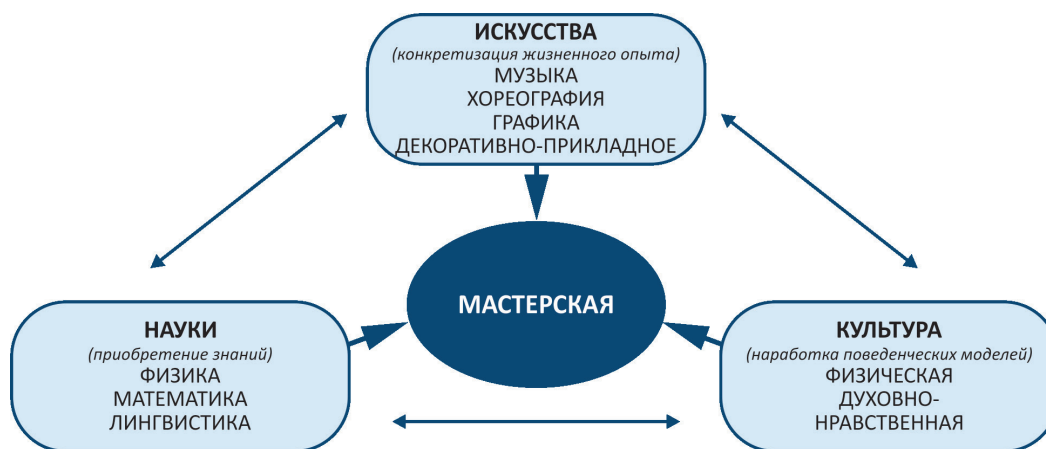 ИСКУССТВА
(конкретизация жизненного опыта)
МУЗЫКА
ХОРЕОГРАФИЯ
ГРАФИКА
ДЕКОРАТИВНО-ПРИКЛАДНОЕ
МАСТЕРСКАЯ
НАУКИ
(приобретение знаний)
ФИЗИКА
МАТЕМАТИКА
ЛИНГВИСТИКА
КУЛЬТУРА
(наработка поведенческих моделей)
ФИЗИЧЕСКАЯ
ДУХОВНО-
НРАВСТВЕННАЯ